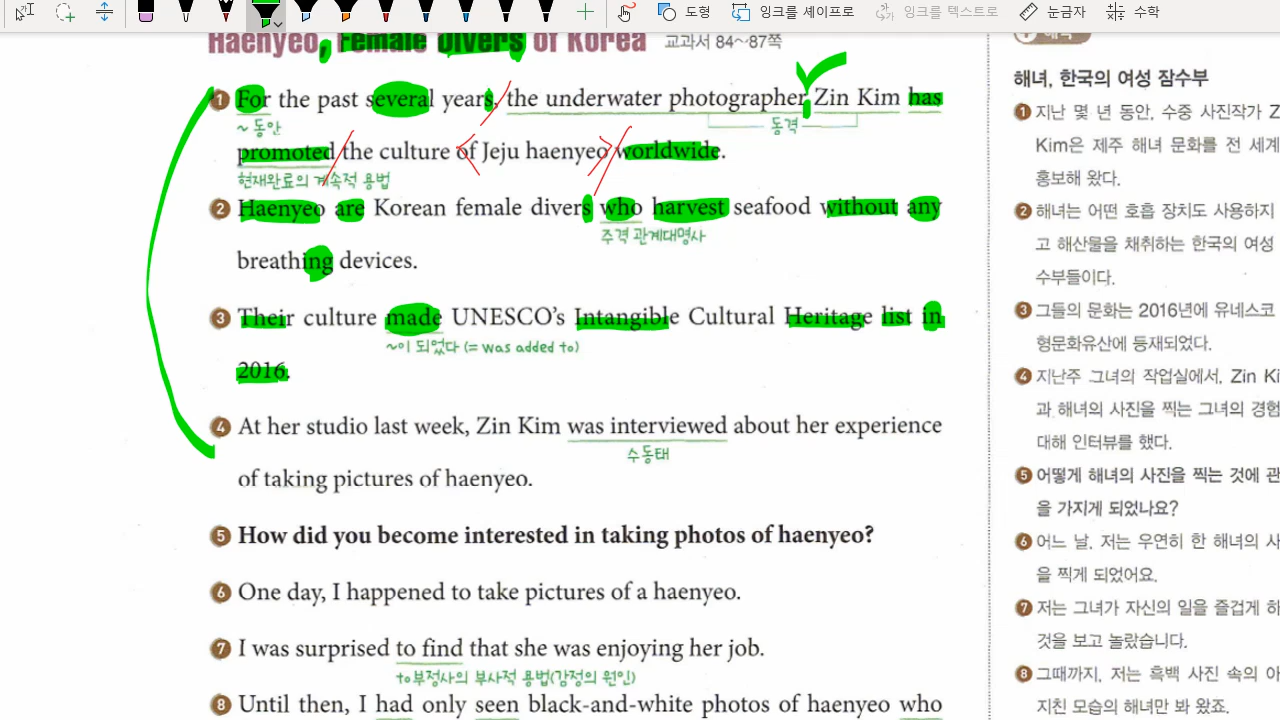 도형
잉크를 셰이프로
잉크를 텍스트로
눈금자
수학
Haenyeo, Female Divers of Korea 교과서 84~87쪽
1 For the past several years, the underwater photographer, Zin Kim has
~ 동안
동격
promoted the culture of Jeju haenyeo worldwide.
현재완료의 계속적 용법
2 Haenyeo are Korean female divers who harvest seafood without any
주격 관계대명사
breathing devices.
3 Their culture made UNESCO's Intangible Cultural Heritage list in
~이 되었다 (= was added to)
2016.
4 At her studio last week, Zin Kim was interviewed about her experience
수동태
of taking pictures of haenyeo.
5 How did you become interested in taking photos of haenyeo?
6 One day, I happened to take pictures of a haenyeo.
7 I was surprised to find that she was enjoying her job.
to부정사의 부사적 용법(감정의 원인)
8 Until then, I had only seen black-and-white photos of haenyeo who
해녀, 한국의 여성 잠수부
1 지난 몇 년 동안, 수중 사진작가 Z
Kim은 제주 해녀 문화를 전 세계
홍보해 왔다.
2 해녀는 어떤 호흡 장치도 사용하지
고 해산물을 채취하는 한국의 여성
수부들이다.
3 그들의 문화는 2016년에 유네스코
형문화유산에 등재되었다.
4 지난주 그녀의 작업실에서, Zin Ki
과 해녀의 사진을 찍는 그녀의 경험
대해 인터뷰를 했다.
5 어떻게 해녀의 사진을 찍는 것에 관
을 가지게 되었나요?
6 어느 날, 저는 우연히 한 해녀의 사
을 찍게 되었어요.
7 저는 그녀가 자신의 일을 즐겁게 하
것을 보고 놀랐습니다.
8 그때까지, 저는 흑백 사진 속의 아
지친 모습의 해녀만 봐 왔죠.